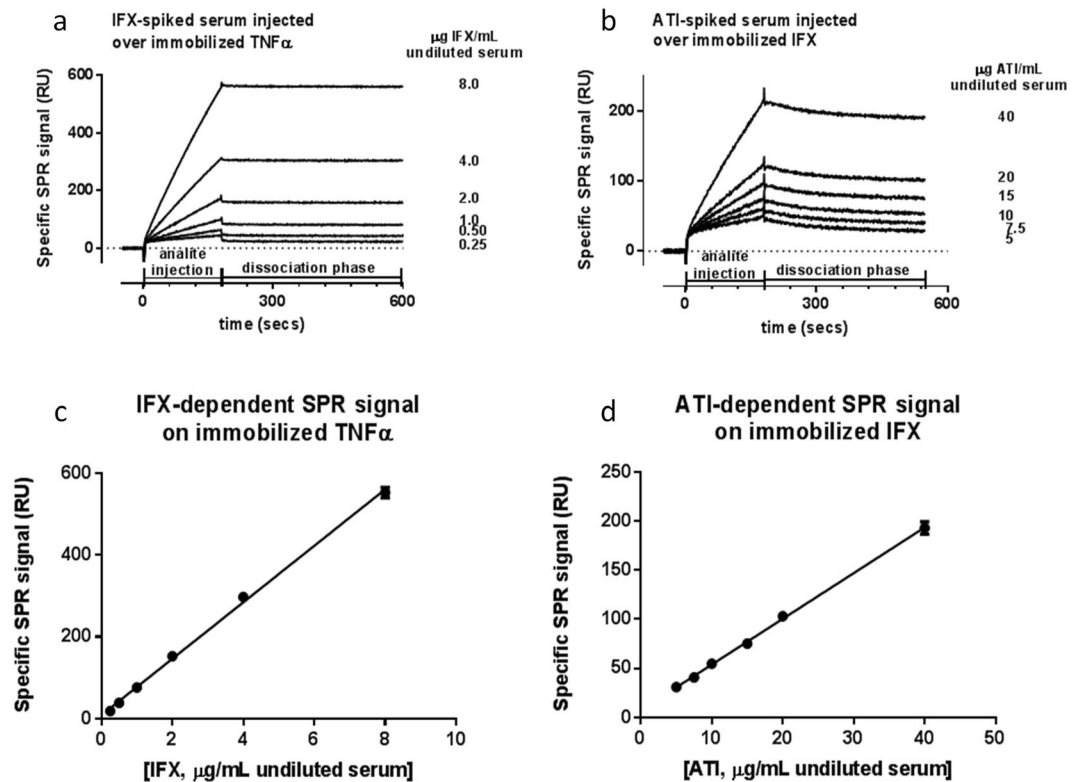 a
IFX-spiked serum injected
over immobilized TNFα
μg IFX/mL
undiluted serum
Specific SPR signal (RU)
600
400
200
0
8.0
4.0
2.0
1.0
0.50
0.25
analite
injection
dissociation phase
0
300
600
time (secs)
b
ATI-spiked serum injected
over immobilized IFX
μg ATI/mL
undiluted serum
Specific SPR signal (RU)
200
100
0
40
20
15
10
7.5
5
analite
injection
dissociation phase
0
300
600
time (secs)
c
IFX-dependent SPR signal
on immobilized TNFα
Specific SPR signal (RU)
600
400
200
0
0
2
4
6
8
10
[IFX, μg/mL undiluted serum]
d
ATI-dependent SPR signal
on immobilized IFX
Specific SPR signal (RU)
250
200
150
100
50
0
0
10
20
30
40
50
[ATI, μg/mL undiluted serum]